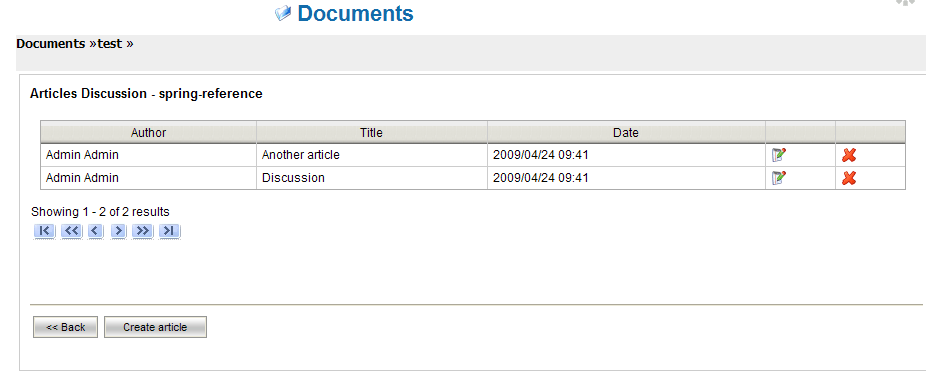 Documents
Documents »test »
Articles Discussion - spring-reference
Author Title Date
Admin Admin Another article 2009/04/24 09:41
Admin Admin Discussion 2009/04/24 09:41
Showing 1 - 2 of 2 results
<< Back Create article